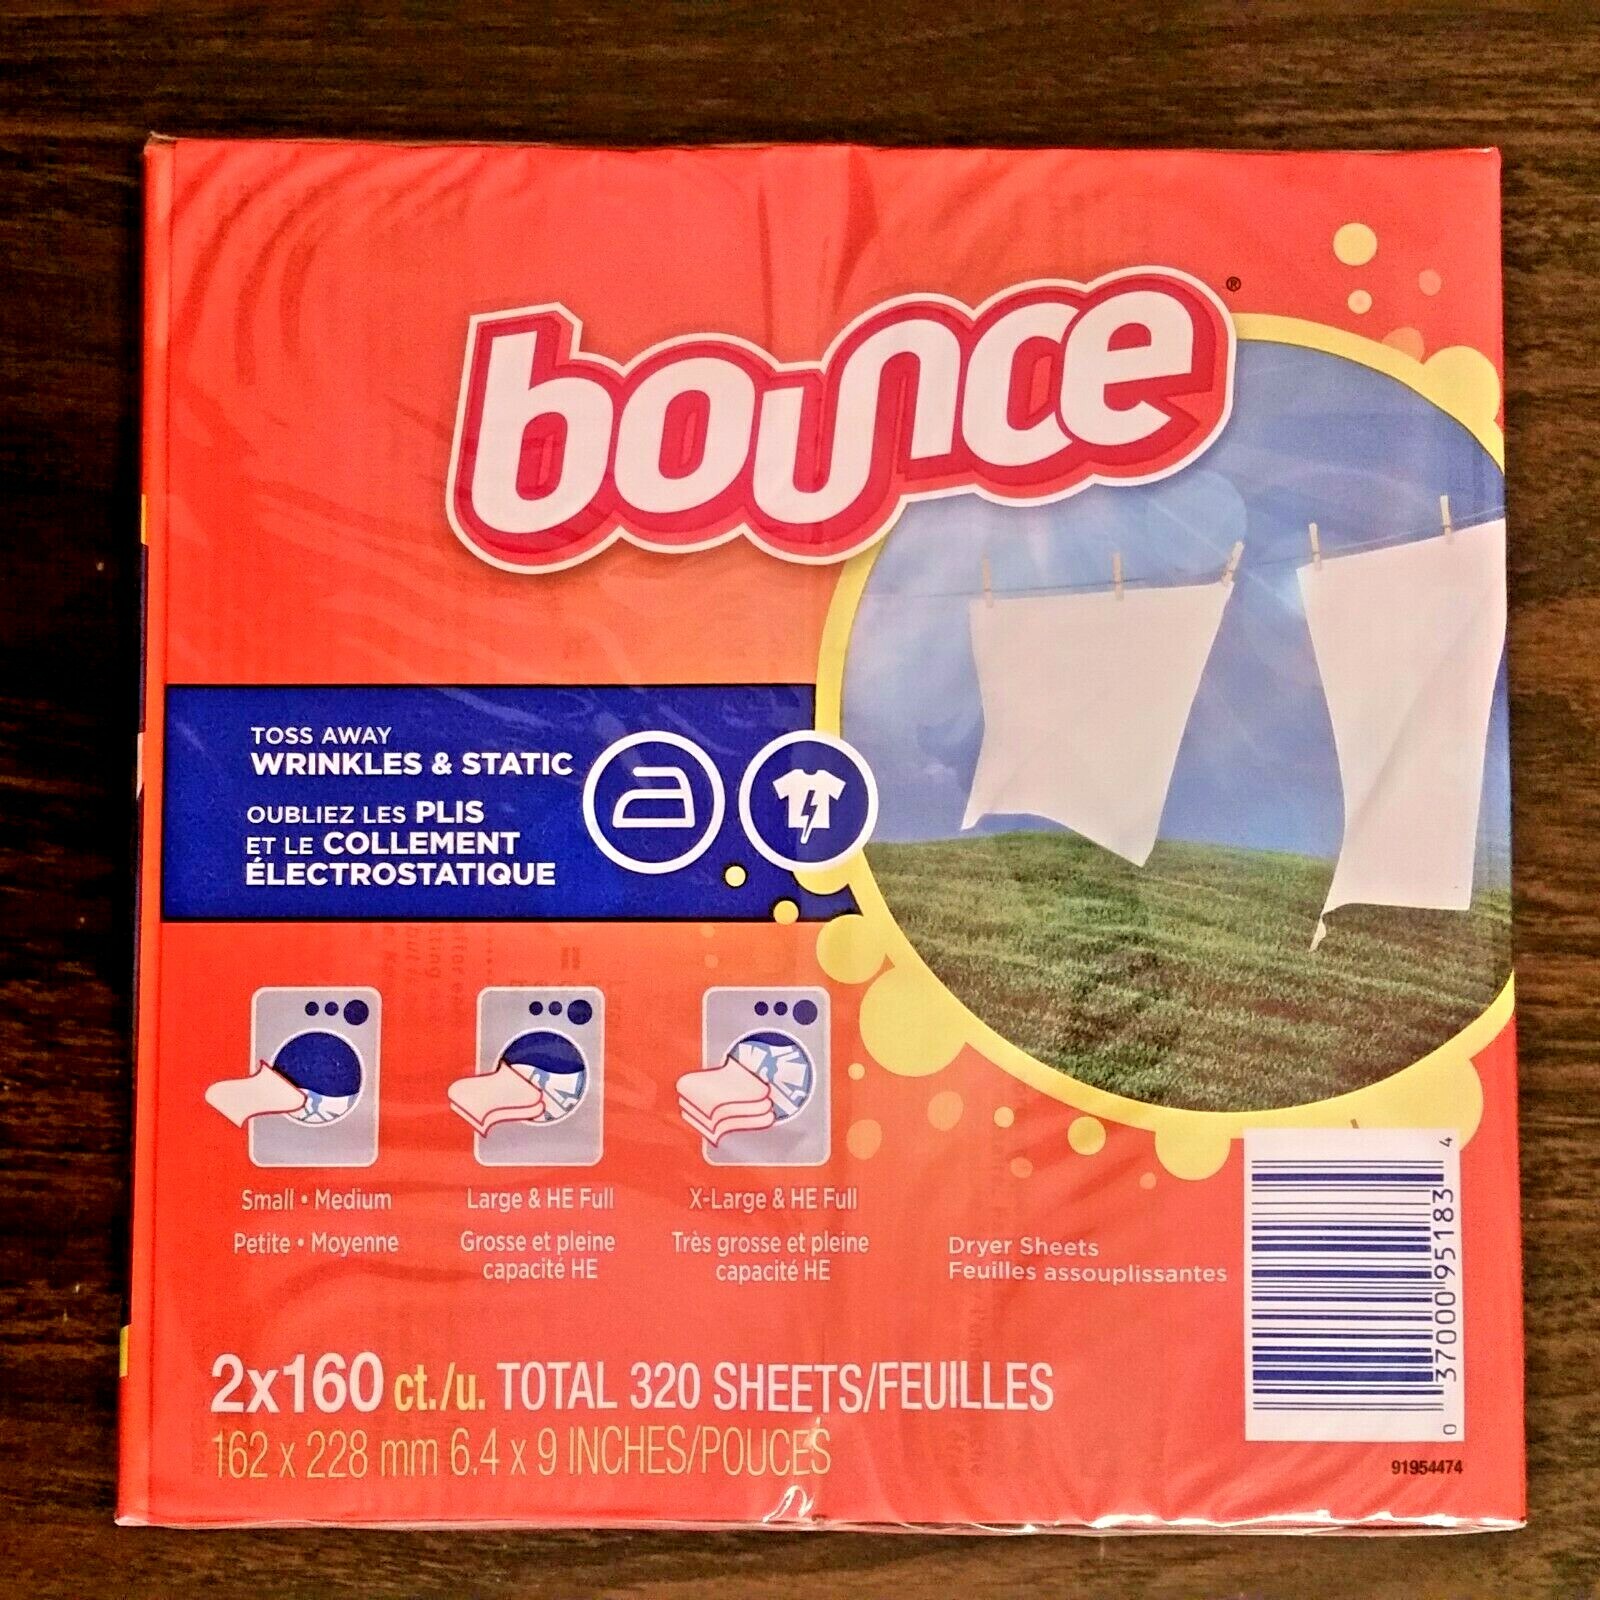 bounce®
TOSS AWAY
WRINKLES & STATIC
OUBLIEZ LES PLIS
ET LE COLLEMENT
ÉLECTROSTATIQUE
Small • Medium
Petite • Moyenne
Large & HE Full
Grosse et pleine
capacité HE
X-Large & HE Full
Très grosse et pleine
capacité HE
Dryer Sheets
Feuilles assouplissantes
2x160 ct./u. TOTAL 320 SHEETS/FEUILLES
162 x 228 mm 6.4 x 9 INCHES/POUCES
0 37000 95183 4
91954474